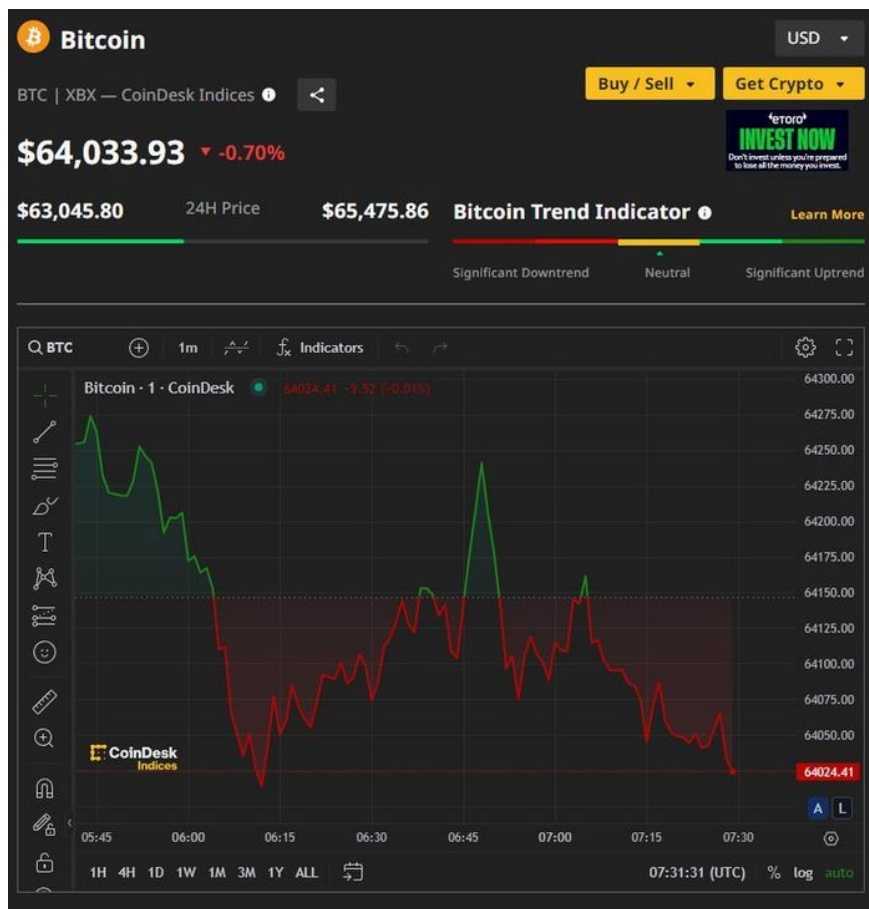 Bitcoin
USD
BTC | XBX — CoinDesk Indices
Buy / Sell
Get Crypto
$64,033.93 -0.70%
eToro
INVEST NOW
Don't invest unless you're prepared
to lose all the money you invest.
$63,045.80 24H Price $65,475.86
Bitcoin Trend Indicator
Learn More
Significant Downtrend Neutral Significant Uptrend
BTC 1m fx Indicators
Bitcoin · 1 · CoinDesk 64024.41 -9.52 (-0.01%)
64300.00
64275.00
64250.00
64225.00
64200.00
64175.00
64150.00
64125.00
64100.00
64075.00
64050.00
64024.41
CoinDesk
Indices
A L
05:45 06:00 06:15 06:30 06:45 07:00 07:15 07:30
1H 4H 1D 1W 1M 3M 1Y ALL 07:31:31 (UTC) % log auto